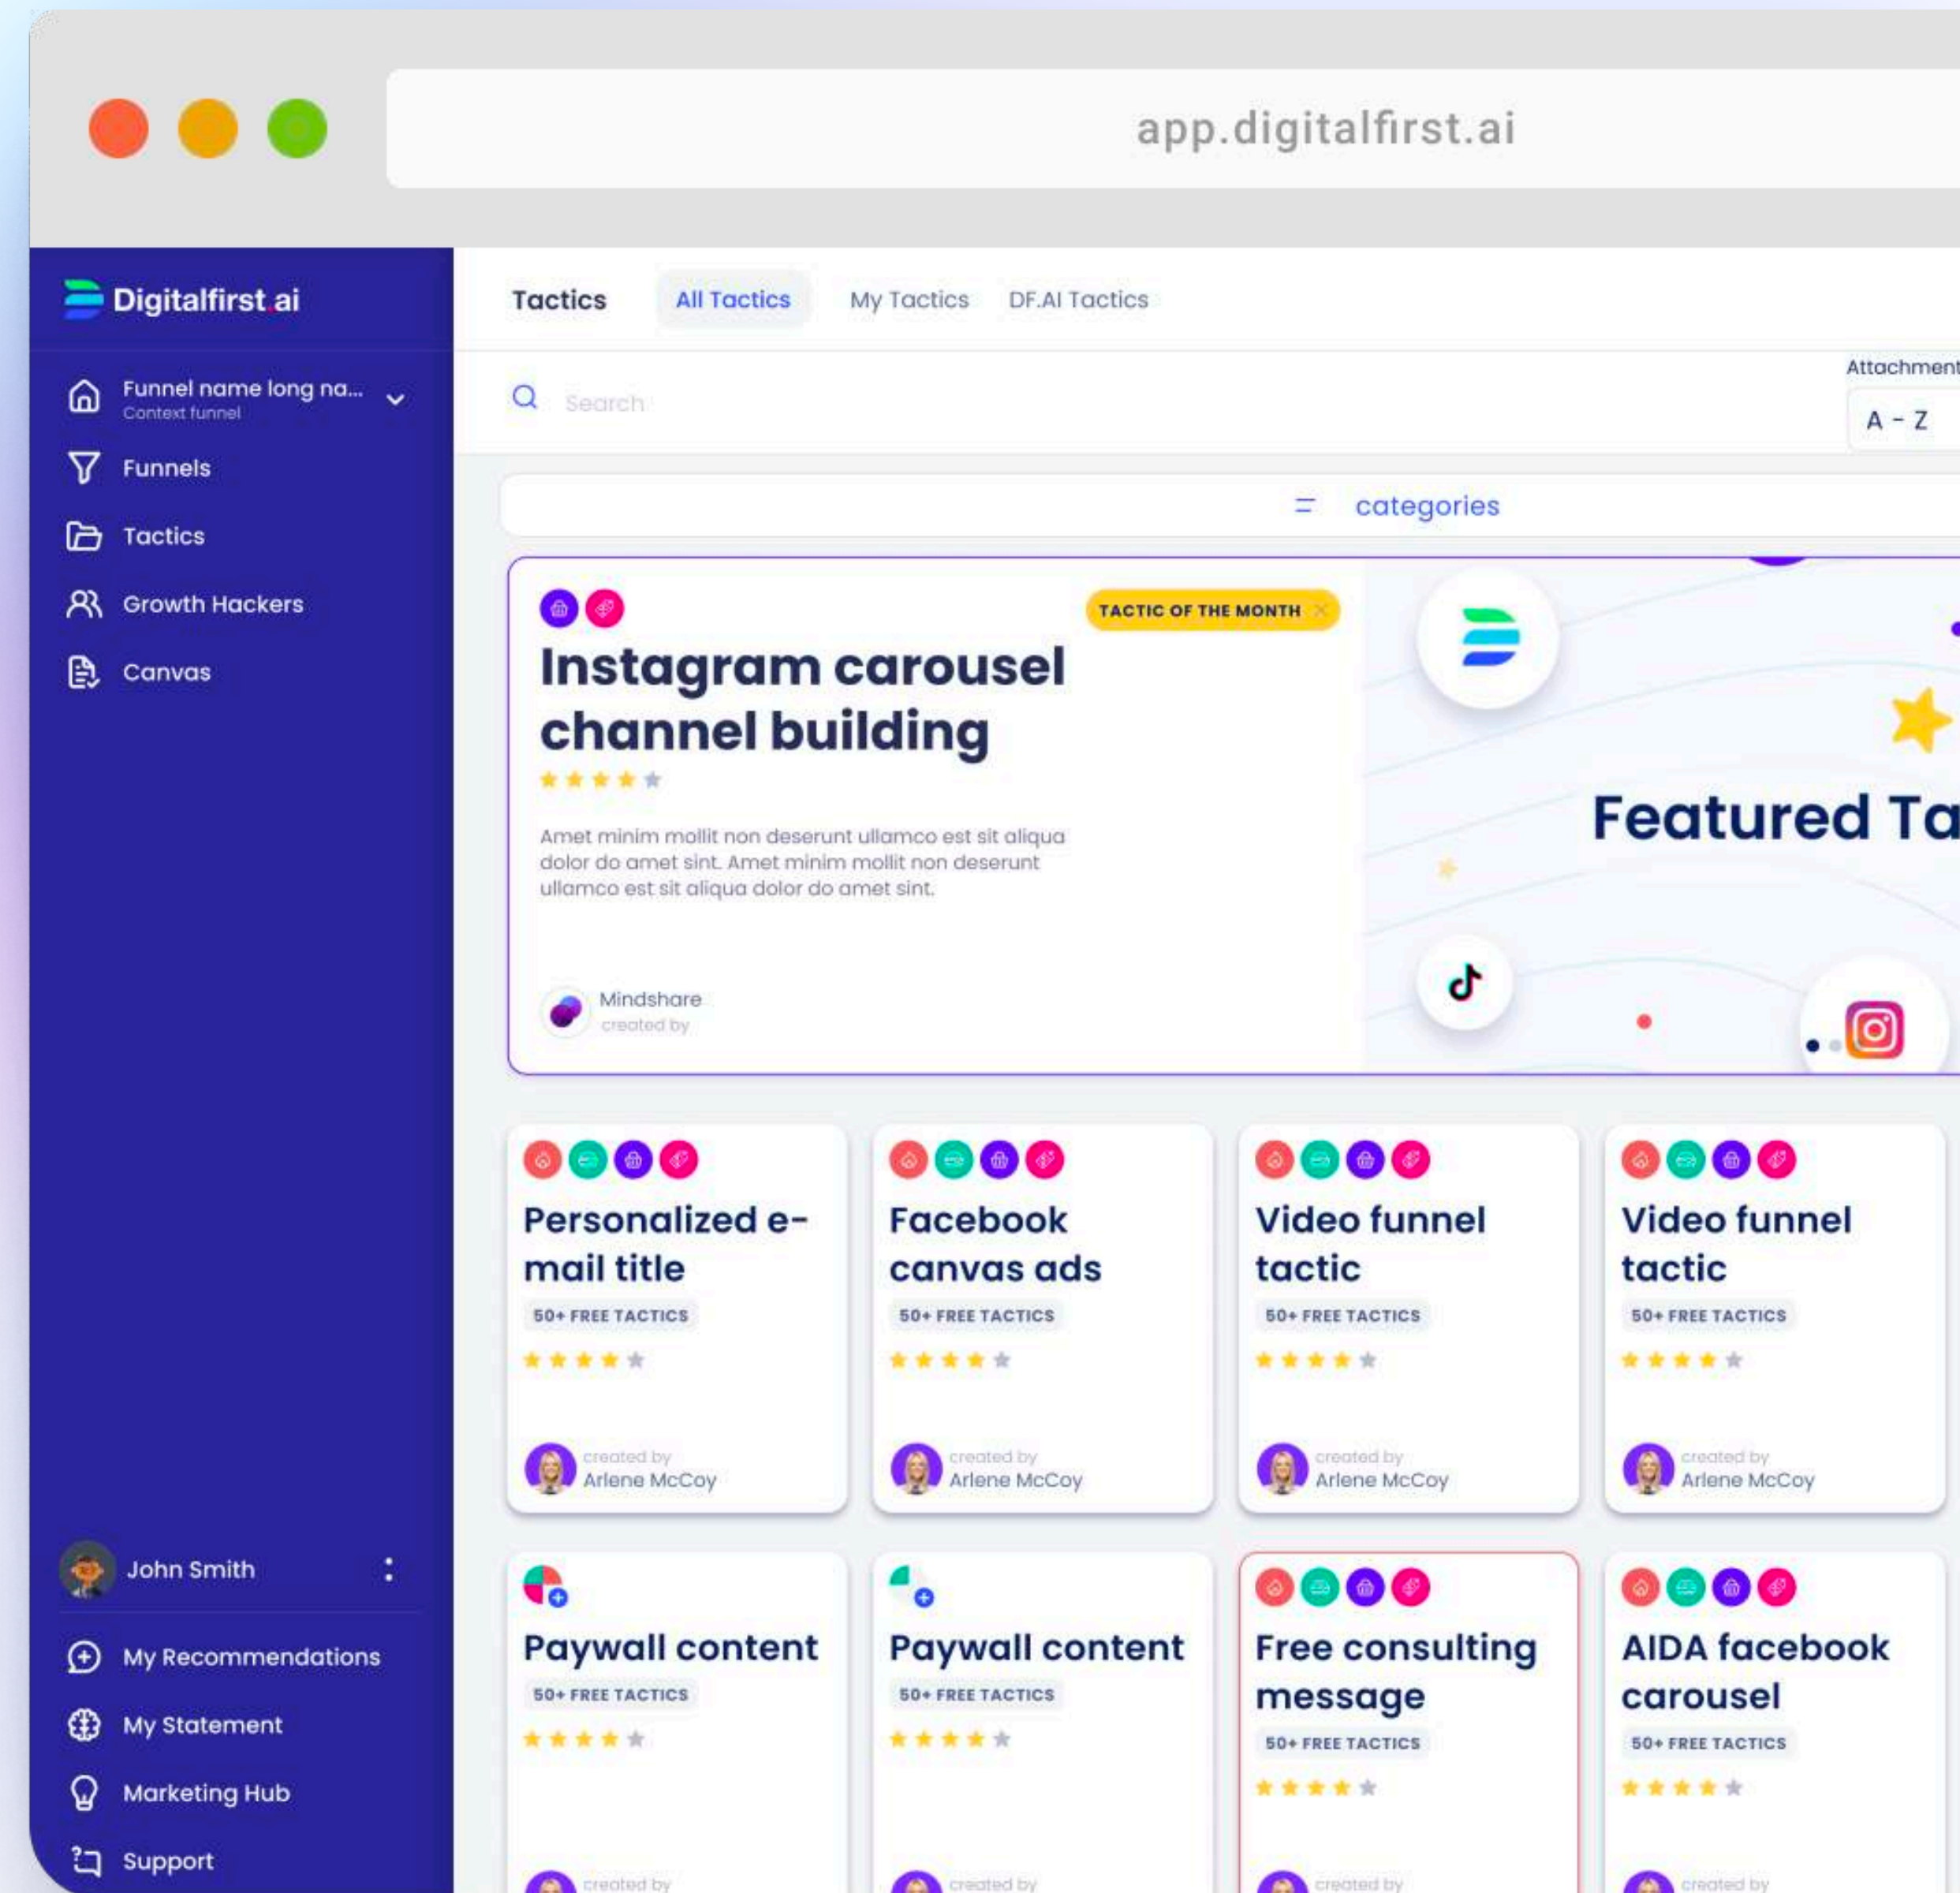 app.digitalfirst.ai
Digitalfirst.ai
Funnel name long na...
Context funnel
Funnels
Tactics
Growth Hackers
Canvas
John Smith
My Recommendations
My Statement
Marketing Hub
Support
Tactics
All Tactics
My Tactics
DF.AI Tactics
Search
Attachment
A - Z
categories
TACTIC OF THE MONTH
Instagram carousel
channel building
Amet minim mollit non deserunt ullamco est sit aliqua
dolor do amet sint. Amet minim mollit non deserunt
ullamco est sit aliqua dolor do amet sint.
Mindshare
created by
Featured Ta
Personalized e-
mail title
50+ FREE TACTICS
created by
Arlene McCoy
Facebook
canvas ads
50+ FREE TACTICS
created by
Arlene McCoy
Video funnel
tactic
50+ FREE TACTICS
created by
Arlene McCoy
Video funnel
tactic
50+ FREE TACTICS
created by
Arlene McCoy
Paywall content
50+ FREE TACTICS
created by
Paywall content
50+ FREE TACTICS
created by
Free consulting
message
50+ FREE TACTICS
created by
AIDA facebook
carousel
50+ FREE TACTICS
created by